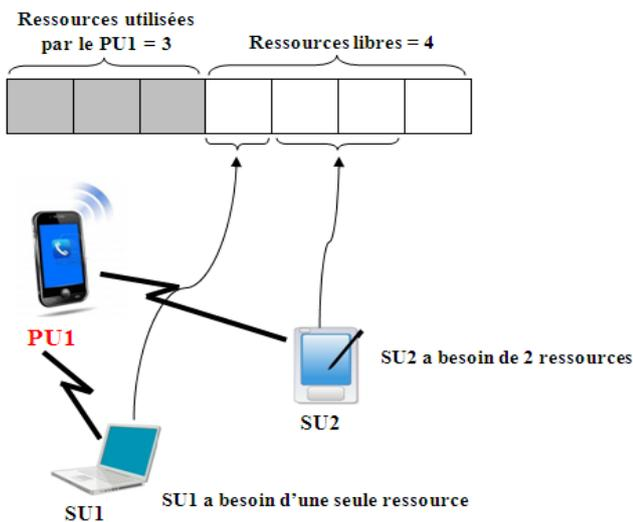 Ressources utilisées
par le PU1 = 3
Ressources libres = 4
PU1
SU2 a besoin de 2 ressources
SU2
SU1 a besoin d'une seule ressource
SU1